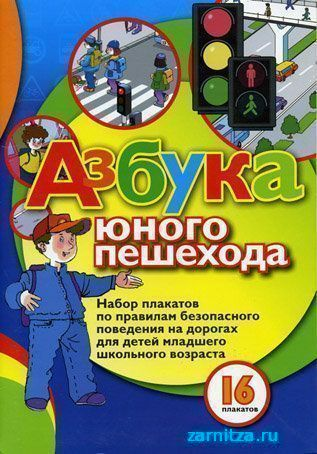 Азбука
юного
пешехода
Набор плакатов
по правилам безопасного
поведения на дорогах
для детей младшего
школьного возраста
16
плакатов
zarnitza.ru